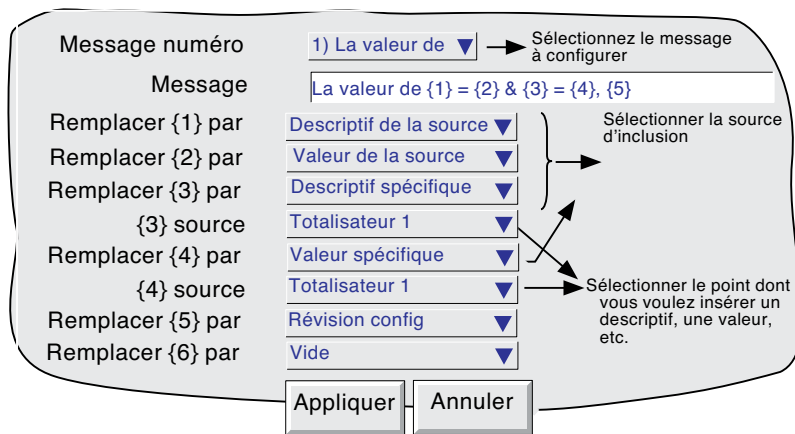 Message numéro
1) La valeur de
Sélectionnez le message
à configurer
Message
La valeur de {1} = {2} & {3} = {4}, {5}
Remplacer {1} par
Descriptif de la source
Sélectionner la source
d'inclusion
Remplacer {2} par
Valeur de la source
Remplacer {3} par
Descriptif spécifique
{3} source
Totalisateur 1
Remplacer {4} par
Valeur spécifique
{4} source
Totalisateur 1
Sélectionner le point dont
vous voulez insérer un
descriptif, une valeur,
etc.
Remplacer {5} par
Révision config
Remplacer {6} par
Vide
Appliquer
Annuler